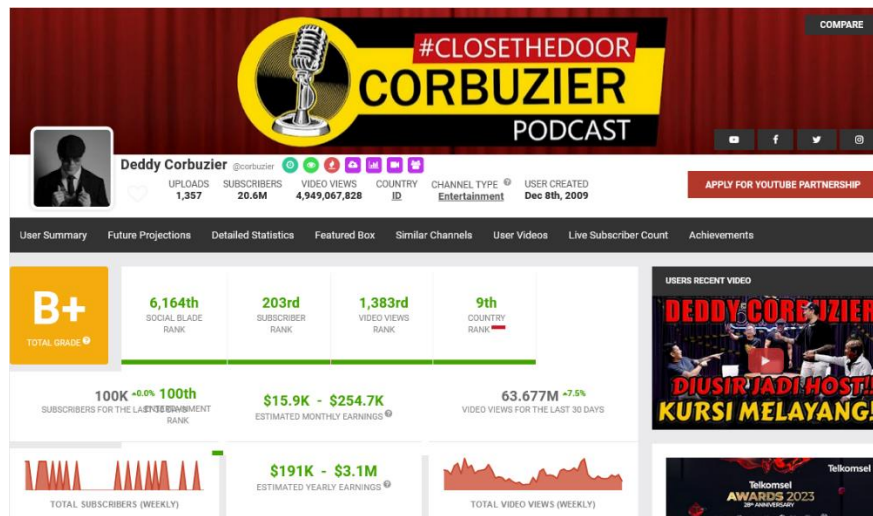 COMPARE
#CLOSETHEDOOR
CORBUZIER
PODCAST
Deddy Corbuzier @corbuzier
UPLOADS SUBSCRIBERS VIDEO VIEWS COUNTRY CHANNEL TYPE USER CREATED
1,357 20.6M 4,949,067,828 ID Entertainment Dec 8th, 2009
APPLY FOR YOUTUBE PARTNERSHIP
User Summary Future Projections Detailed Statistics Featured Box Similar Channels User Videos Live Subscriber Count Achievements
B+
TOTAL GRADE
6,164th
SOCIAL BLADE
RANK
203rd
SUBSCRIBER
RANK
1,383rd
VIDEO VIEWS
RANK
9th
COUNTRY
RANK
100K +0.0%
SUBSCRIBERS FOR THE LAST 30 DAYS
100th
ENTERTAINMENT
RANK
$15.9K - $254.7K
ESTIMATED MONTHLY EARNINGS
63.677M +7.5%
VIDEO VIEWS FOR THE LAST 30 DAYS
TOTAL SUBSCRIBERS (WEEKLY)
$191K - $3.1M
ESTIMATED YEARLY EARNINGS
TOTAL VIDEO VIEWS (WEEKLY)
USERS RECENT VIDEO
DEDDY CORBUZIER
DIUSIR JADI HOST!!
KURSI MELAYANG!
Telkomsel
Telkomsel
AWARDS 2023
28th ANNIVERSARY